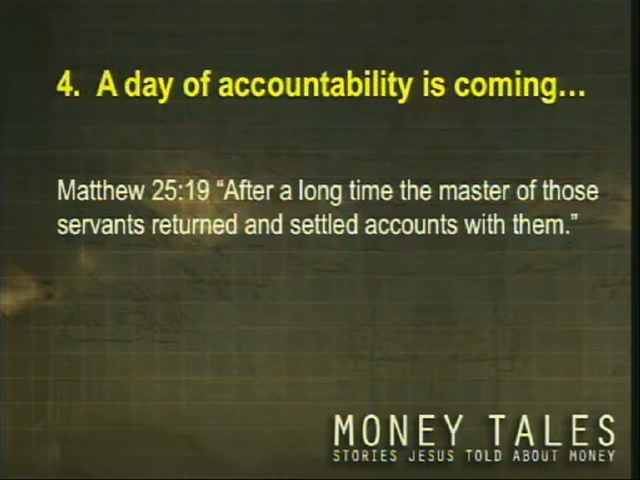 4. A day of accountability is coming…
Matthew 25:19 “After a long time the master of those
servants returned and settled accounts with them.”
MONEY TALES
STORIES JESUS TOLD ABOUT MONEY